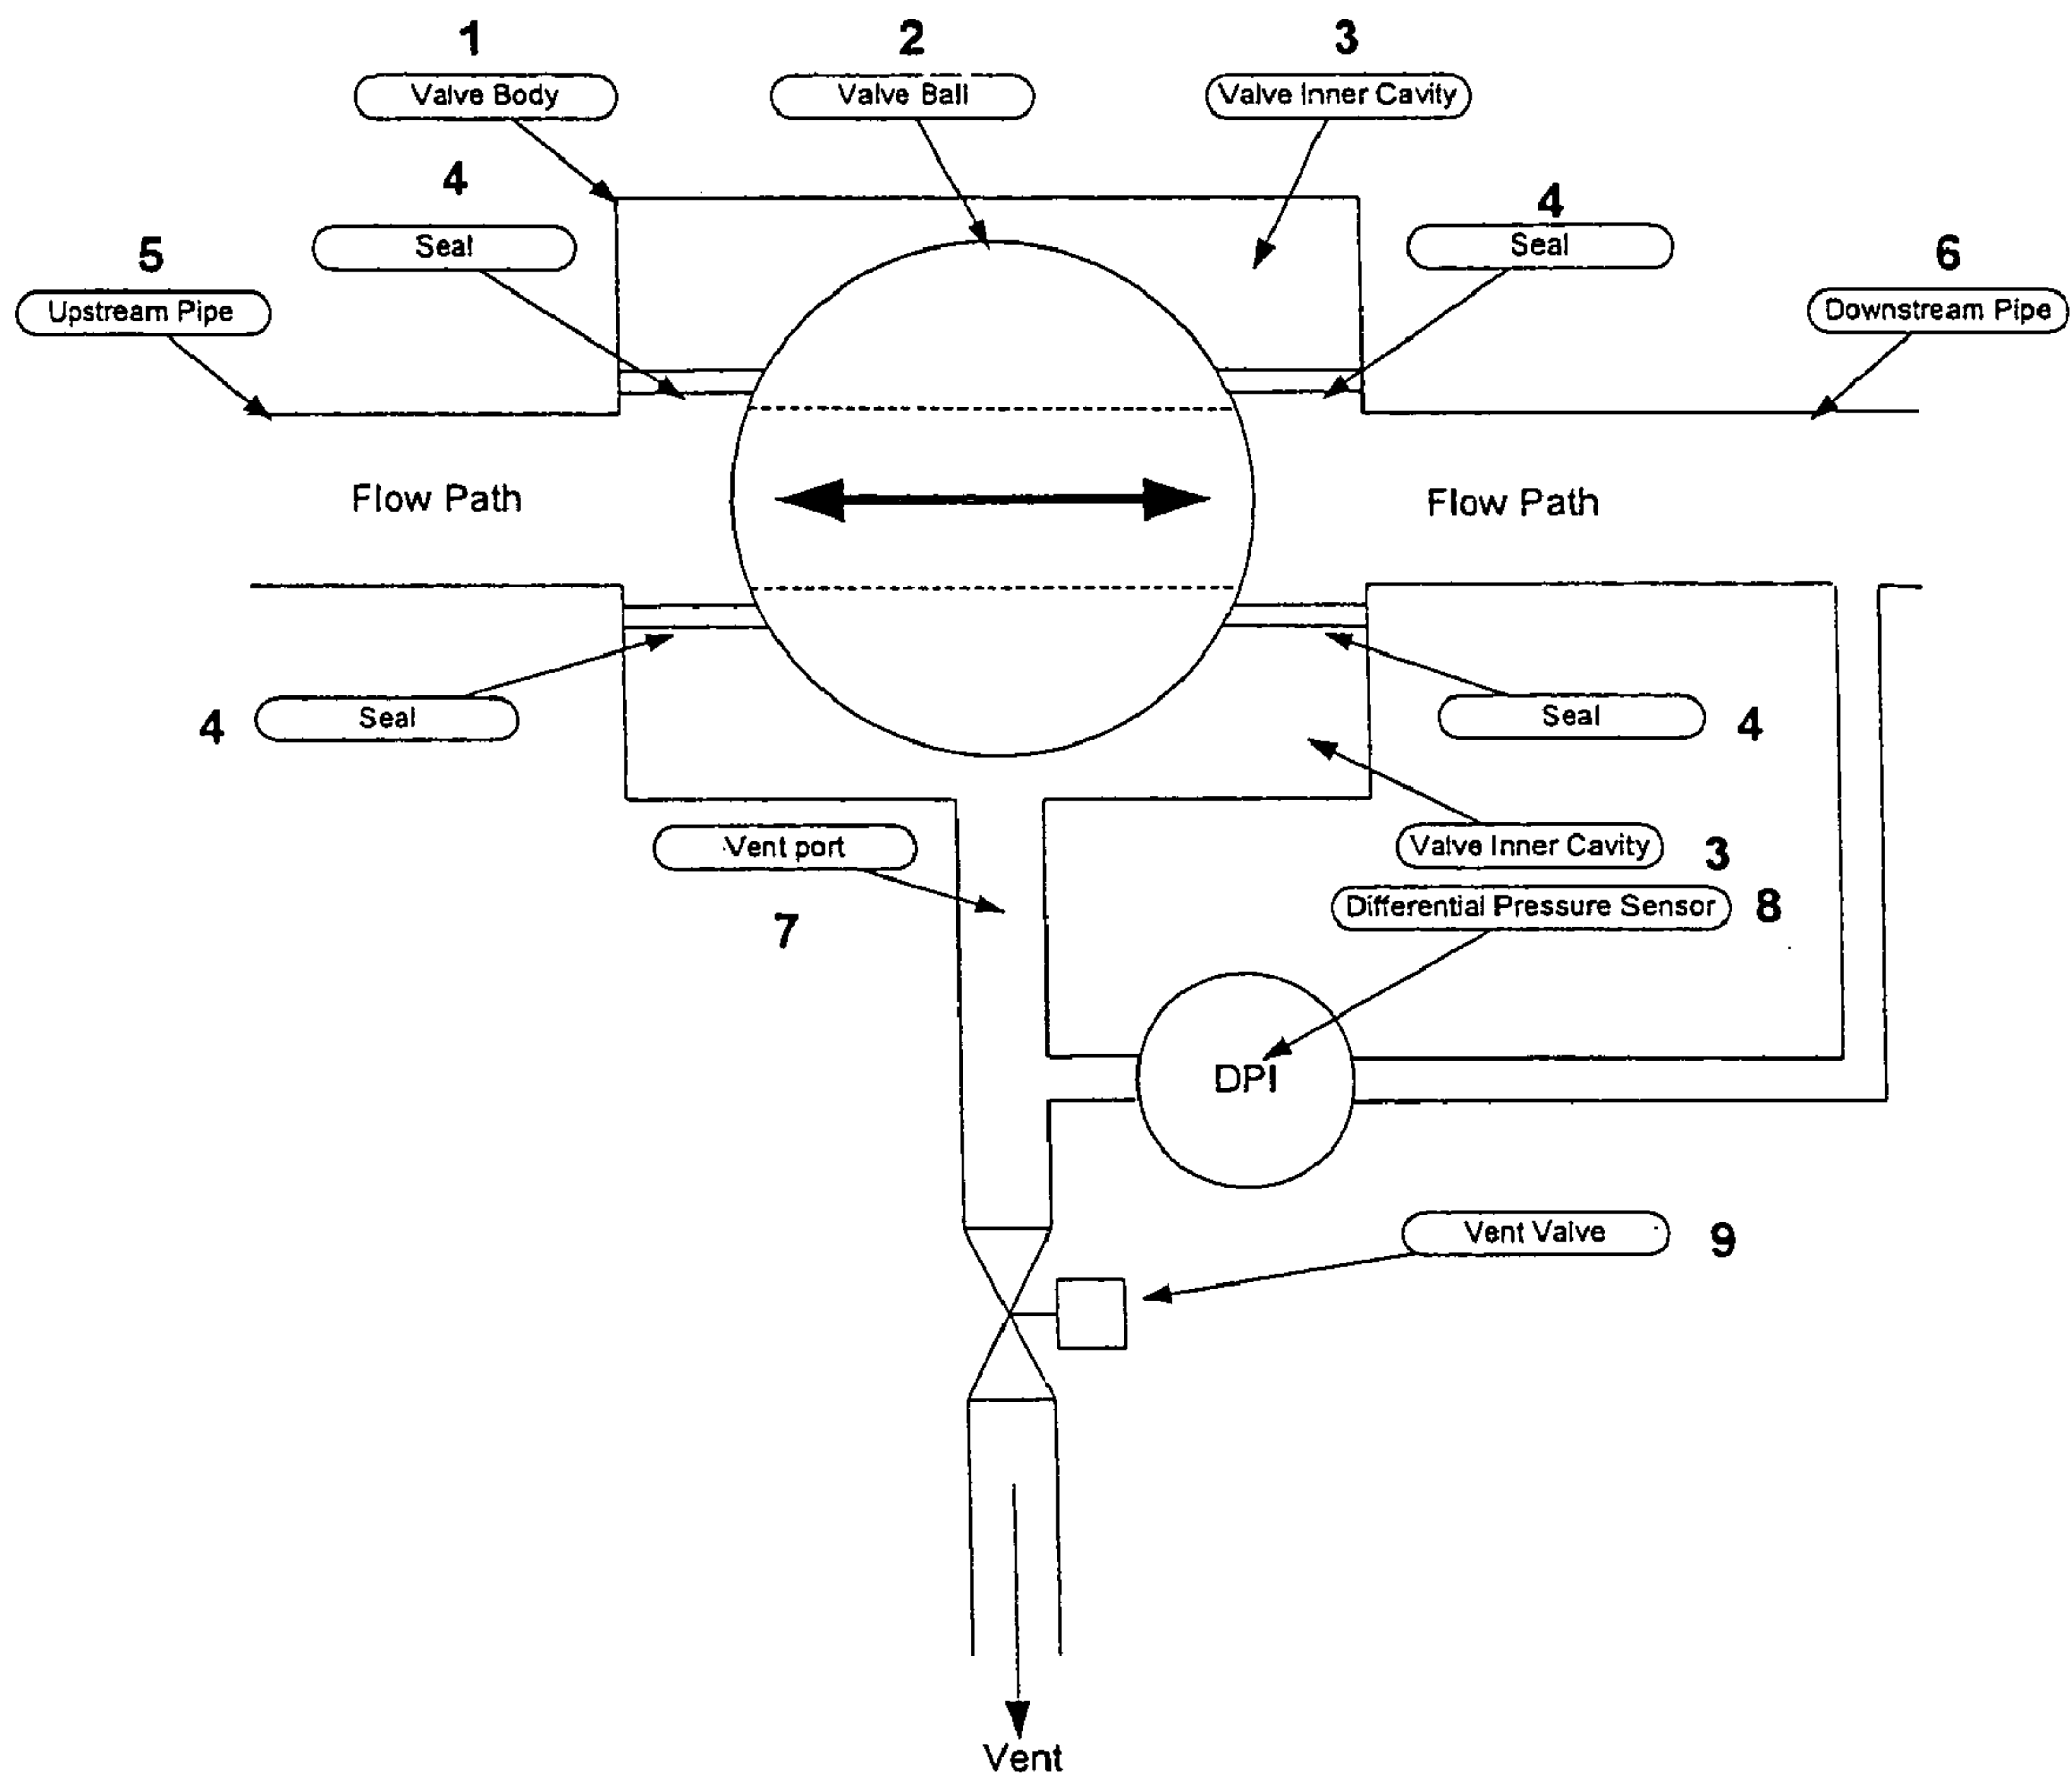 1
2
3
Valve Body
Valve Ball
Valve Inner Cavity
4
4
Seal
Seal
5
6
Upstream Pipe
Downstream Pipe
Flow Path
Flow Path
4
Seal
Seal
4
Vent port
Valve Inner Cavity
3
7
Differential Pressure Sensor
8
DPI
Vent Valve
9
Vent